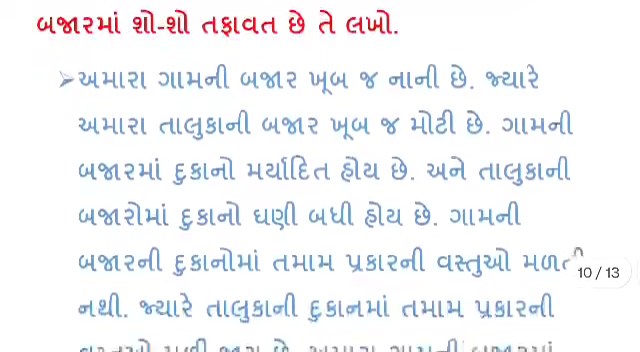 બજારમાં શો-શો તફાવત છે તે લખો.
➢અમારા ગામની બજાર ખૂબ જ નાની છે. જ્યારે
અમારા તાલુકાની બજાર ખૂબ જ મોટી છે. ગામની
બજારમાં દુકાનો મર્યાદિત હોય છે. અને તાલુકાની
બજારોમાં દુકાનો ઘણી બધી હોય છે. ગામની
બજારની દુકાનોમાં તમામ પ્રકારની વસ્તુઓ મળતી
10 / 13
નથી. જ્યારે તાલુકાની દુકાનમાં તમામ પ્રકારની